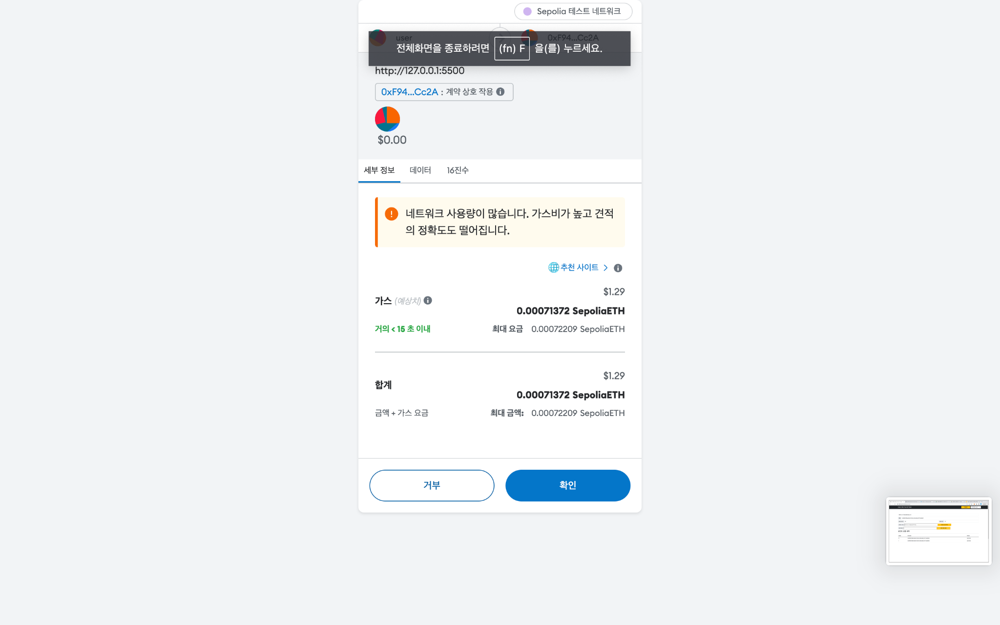 Sepolia 테스트 네트워크
user
0xF94...Cc2A
전체화면을 종료하려면 (fn) F 을(를) 누르세요.
http://127.0.0.1:5500
0xF94...Cc2A : 계약 상호 작용
$0.00
세부 정보 데이터 16진수
네트워크 사용량이 많습니다. 가스비가 높고 견적
의 정확도도 떨어집니다.
추천 사이트
$1.29
가스 (예상치)
0.00071372 SepoliaETH
거의 < 15 초 이내 최대 요금 0.00072209 SepoliaETH
$1.29
합계
0.00071372 SepoliaETH
금액 + 가스 요금 최대 금액: 0.00072209 SepoliaETH
거부 확인